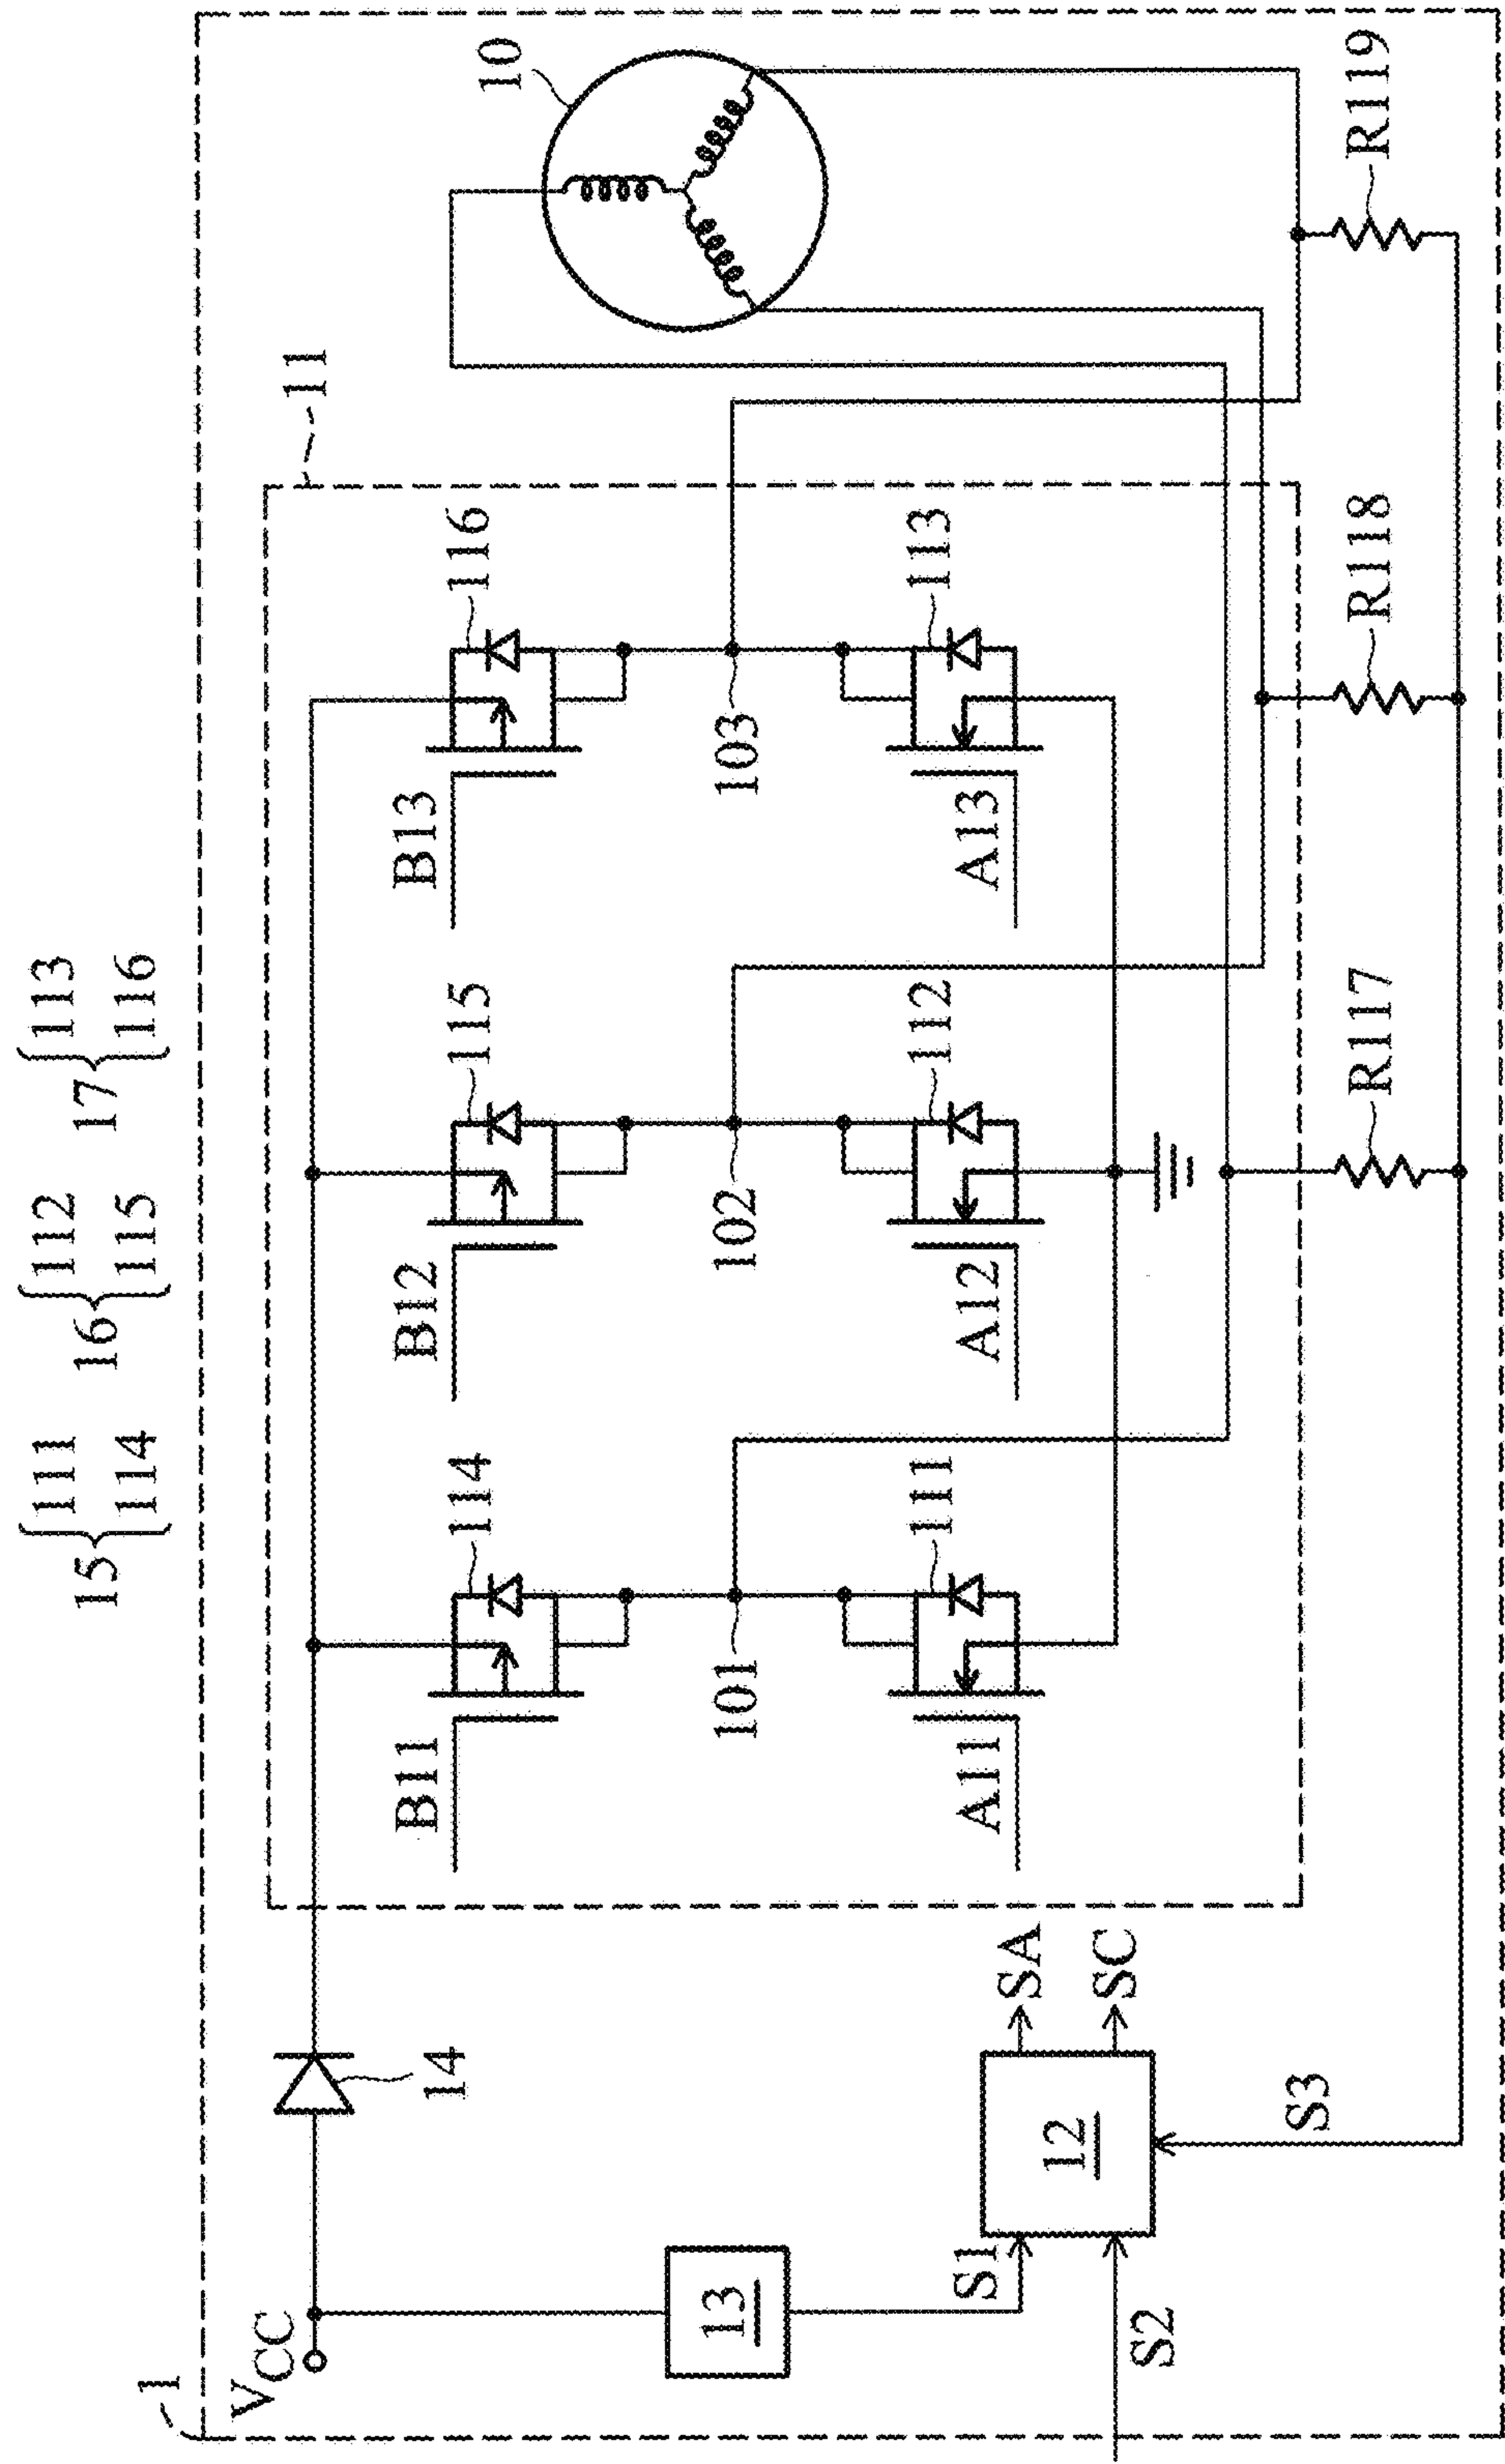 15 { 111 114
16 { 112 115
17 { 113 116
1
VCC
14
11
10
B11
114
B12
115
B13
116
13
101
102
103
S1
12
SA
SC
A11
111
A12
112
A13
113
S2
S3
R117
R118
R119